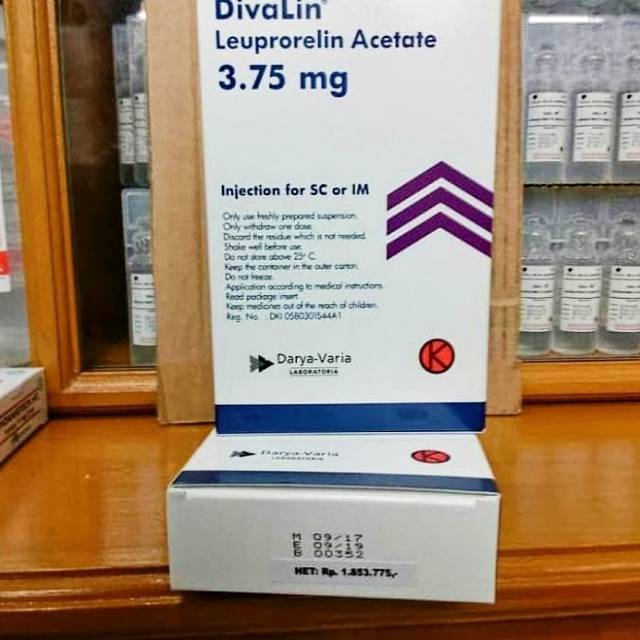 DivaLin®
Leuprorelin Acetate
3.75 mg
Injection for SC or IM
Only use freshly prepared suspension.
Only withdraw one dose.
Discard the residue which is not needed.
Shake well before use.
Do not store above 25° C.
Keep the container in the outer carton.
Do not freeze.
Application according to medical instructions.
Read package insert
Keep medicines out of the reach of children.
Reg. No. : DKI 0580301544A1
Darya-Varia
LABORATORIA
K
Darya-Varia
LABORATORIA
K
M 09/17
E 09/19
B 00352
HET: Rp. 1.853.775,-